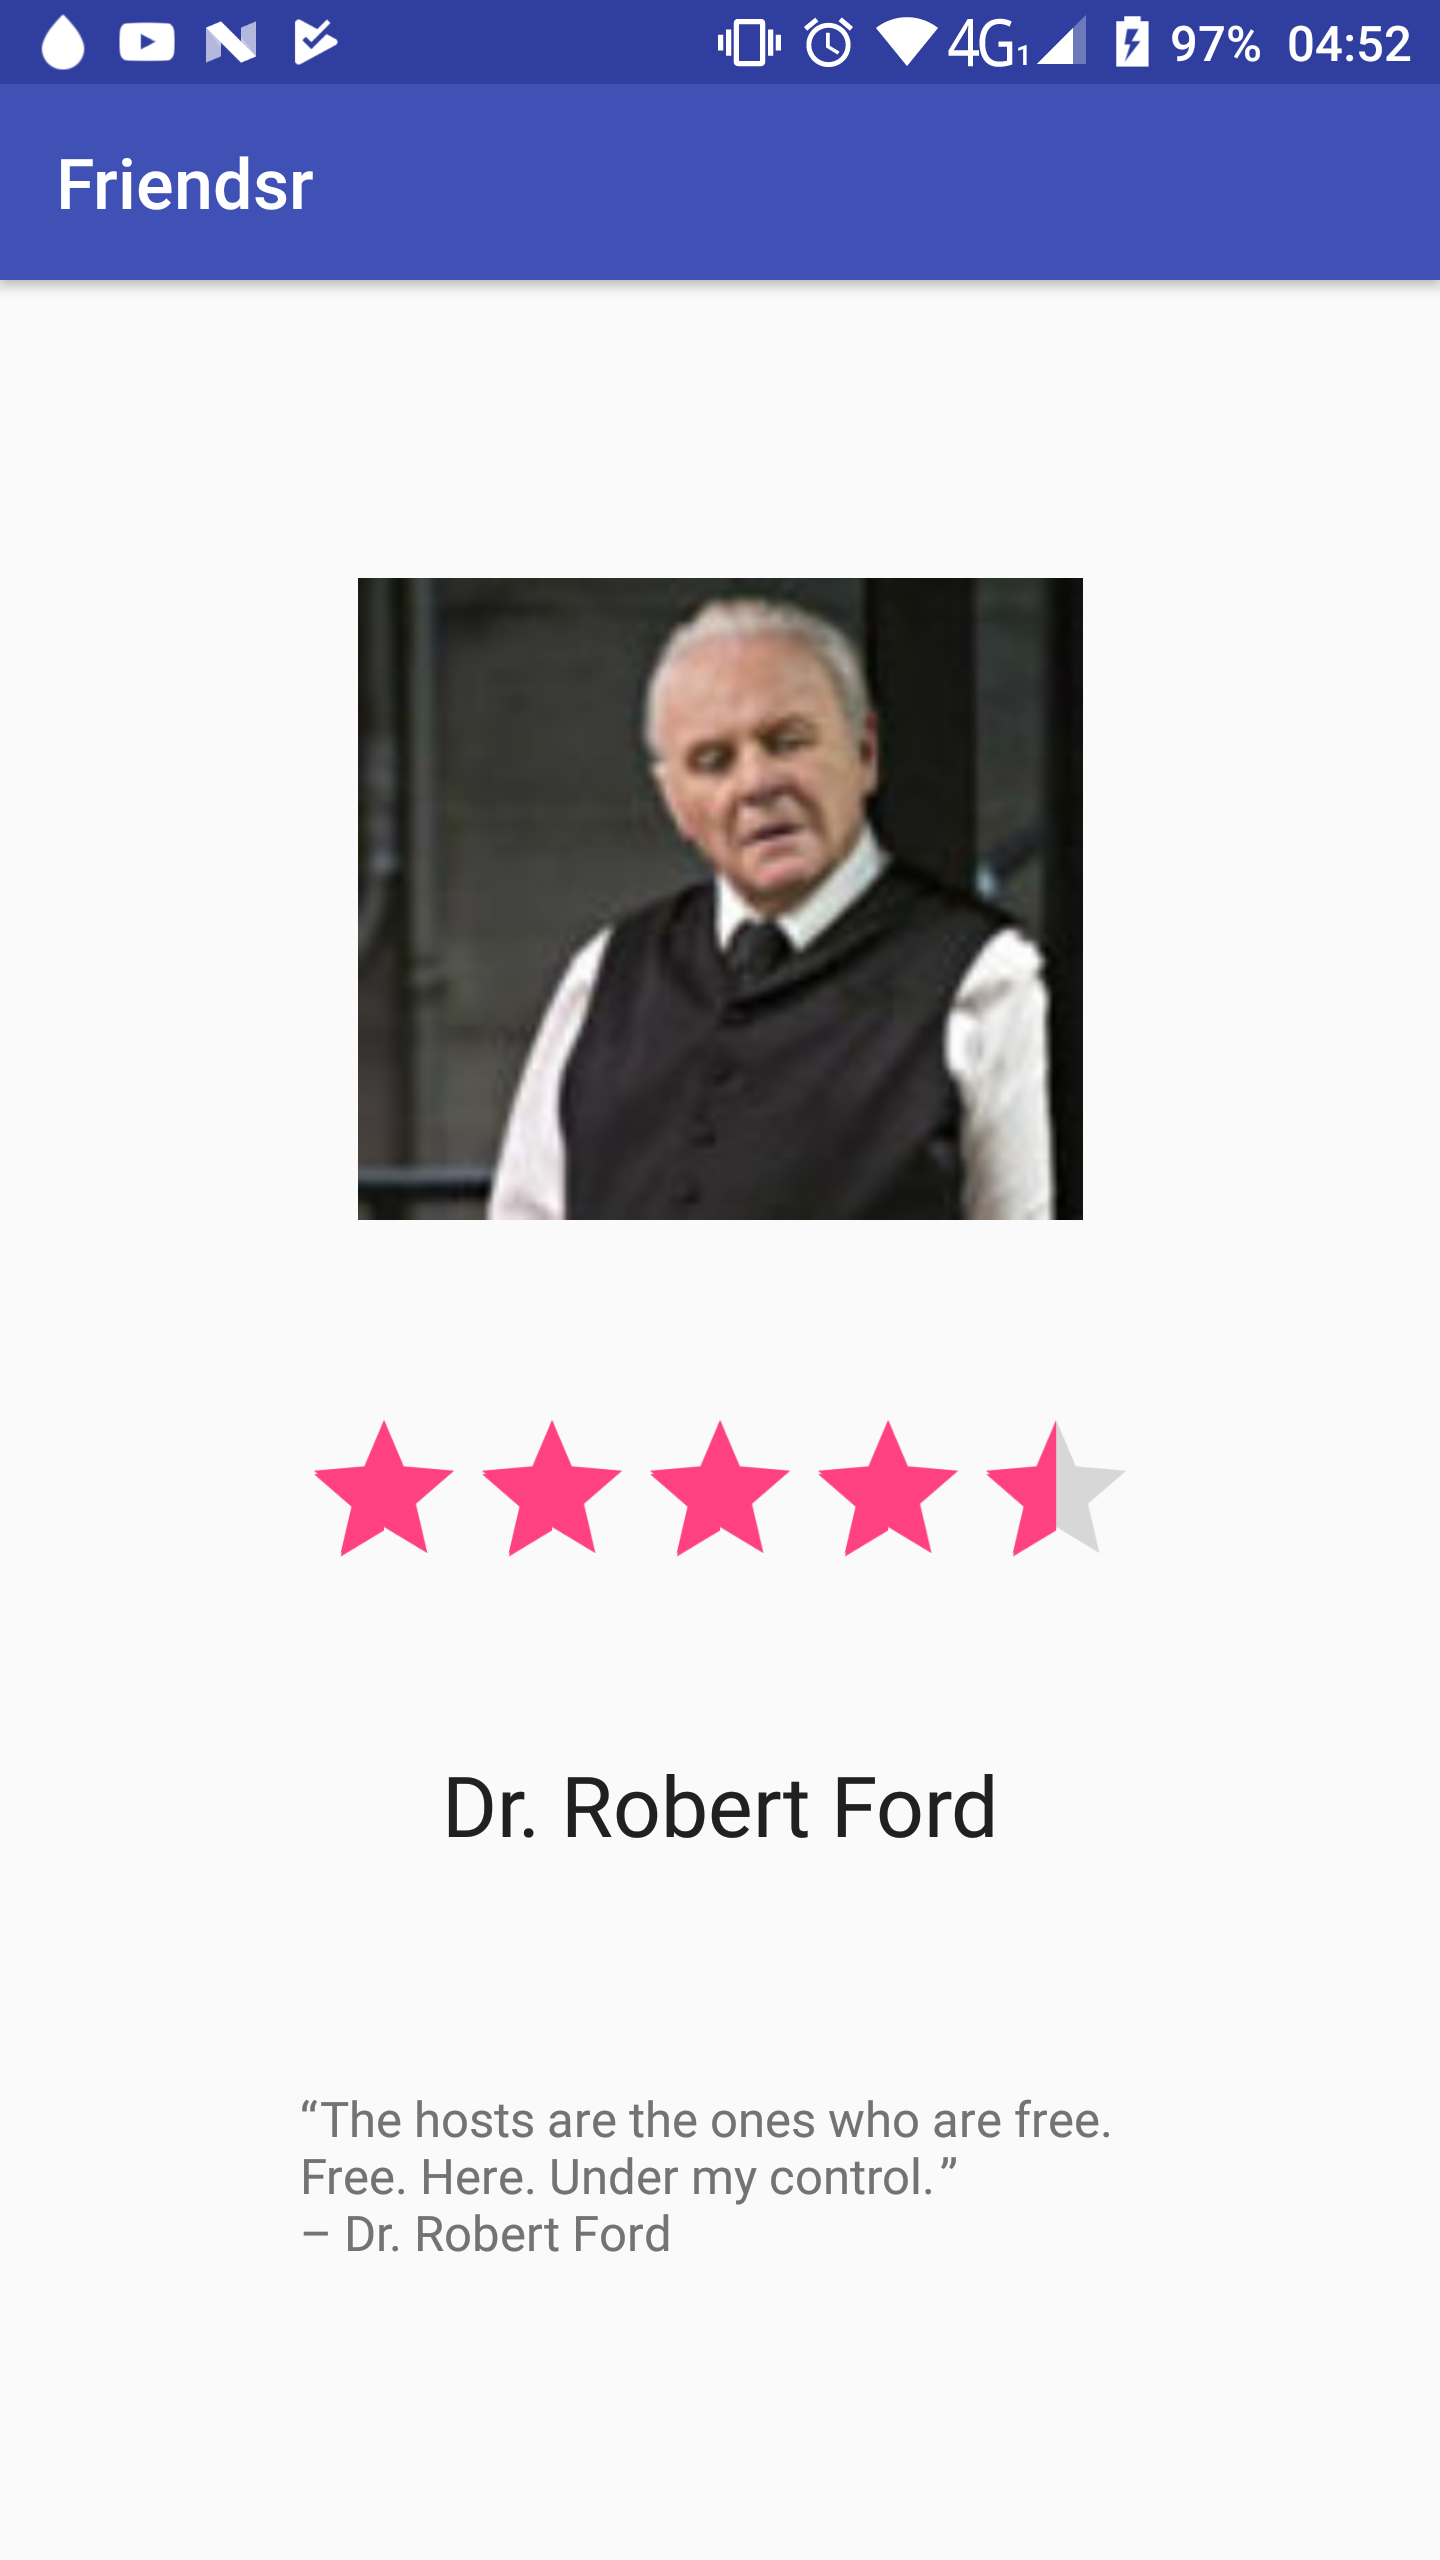 4G1 97% 04:52
Friendsr
Dr. Robert Ford
“The hosts are the ones who are free.
Free. Here. Under my control.”
– Dr. Robert Ford